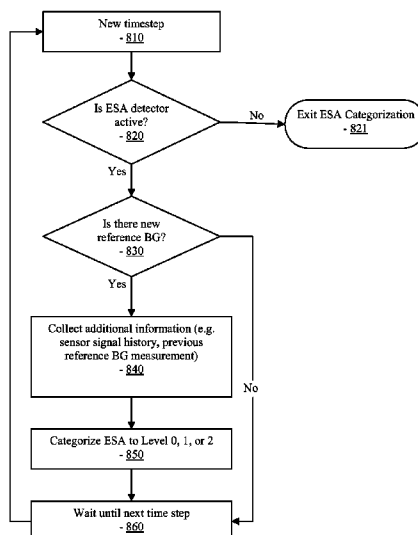 New timestep
- 810
Is ESA detector
active?
- 820
No
Exit ESA Categorization
- 821
Yes
Is there new
reference BG?
- 830
Yes
Collect additional information (e.g.
sensor signal history, previous
reference BG measurement)
- 840
No
Categorize ESA to Level 0, 1, or 2
- 850
Wait until next time step
- 860